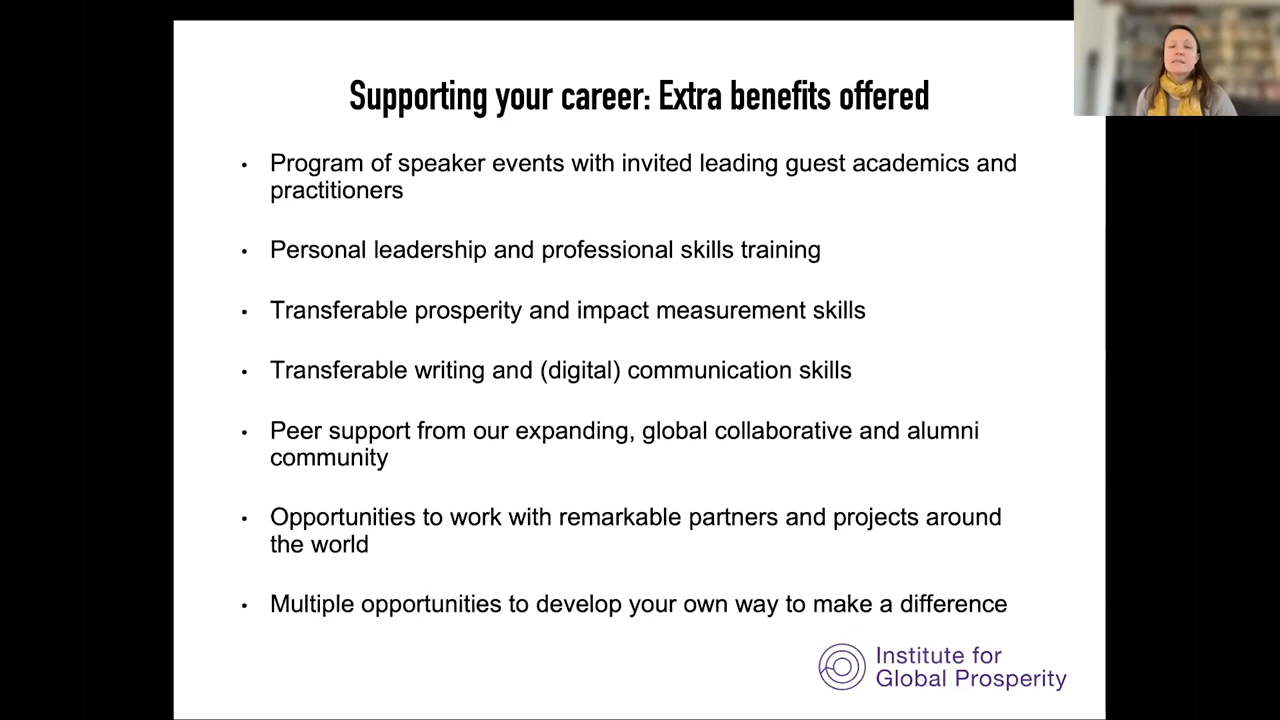 Supporting your career: Extra benefits offered
• Program of speaker events with invited leading guest academics and
practitioners
• Personal leadership and professional skills training
• Transferable prosperity and impact measurement skills
• Transferable writing and (digital) communication skills
• Peer support from our expanding, global collaborative and alumni
community
• Opportunities to work with remarkable partners and projects around
the world
• Multiple opportunities to develop your own way to make a difference
Institute for
Global Prosperity